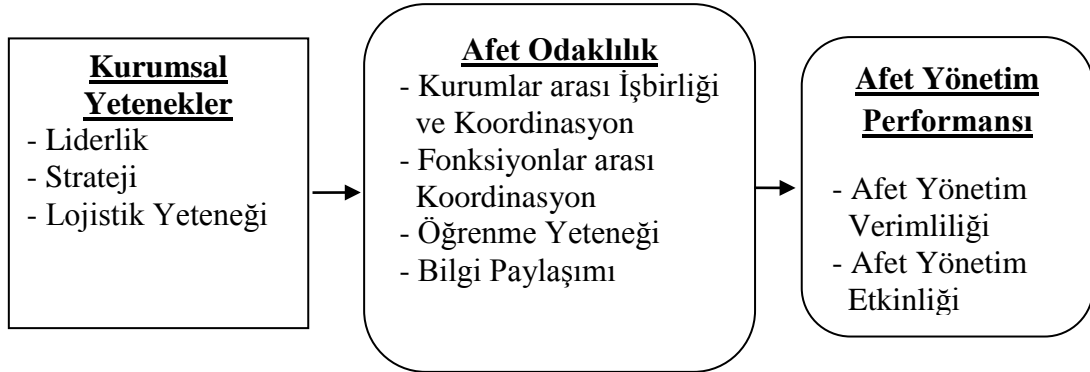 Kurumsal
Yetenekler
- Liderlik
- Strateji
- Lojistik Yeteneği
Afet Odaklılık
- Kurumlar arası İşbirliği
ve Koordinasyon
- Fonksiyonlar arası
Koordinasyon
- Öğrenme Yeteneği
- Bilgi Paylaşımı
Afet Yönetim
Performansı
- Afet Yönetim
Verimliliği
- Afet Yönetim
Etkinliği